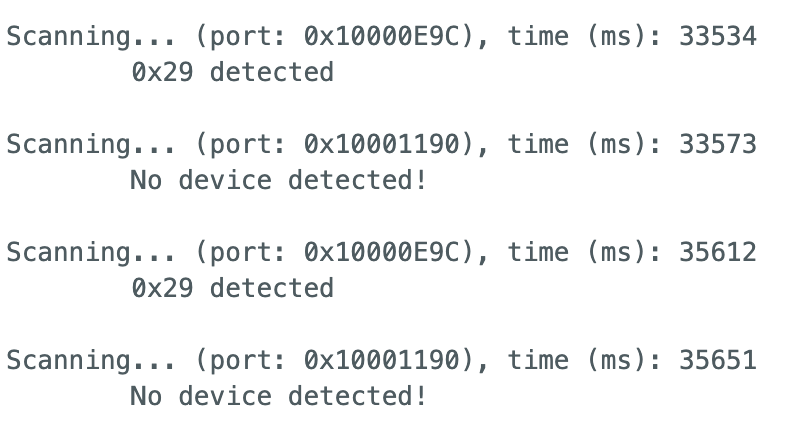 Scanning... (port: 0x10000E9C), time (ms): 33534
0x29 detected
Scanning... (port: 0x10001190), time (ms): 33573
No device detected!
Scanning... (port: 0x10000E9C), time (ms): 35612
0x29 detected
Scanning... (port: 0x10001190), time (ms): 35651
No device detected!